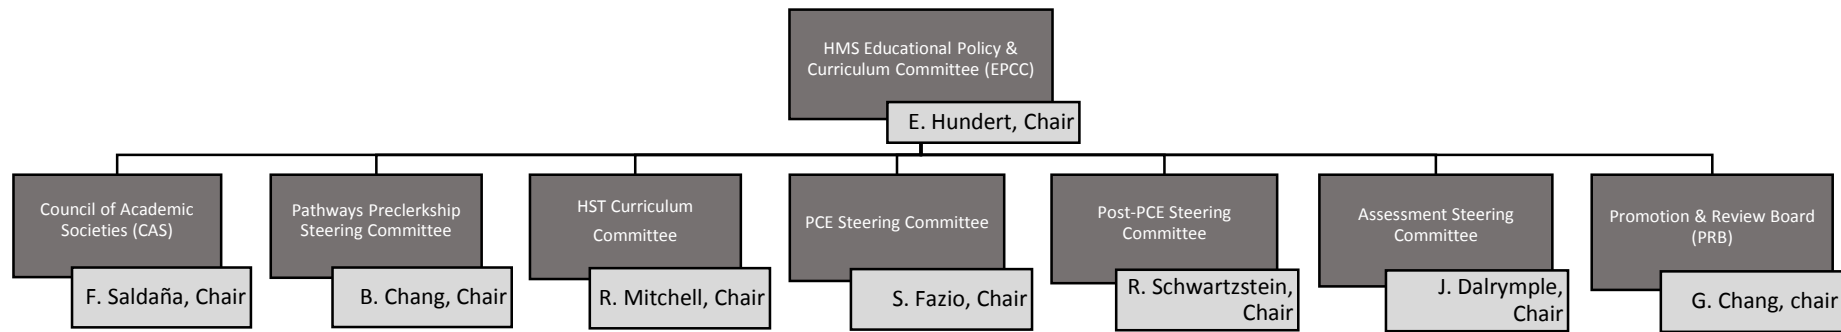 HMS Educational Policy &
Curriculum Committee (EPCC)
E. Hundert, Chair
Council of Academic
Societies (CAS)
F. Saldaña, Chair
Pathways Preclerkship
Steering Committee
B. Chang, Chair
HST Curriculum
Committee
R. Mitchell, Chair
PCE Steering Committee
S. Fazio, Chair
Post-PCE Steering
Committee
R. Schwartzstein,
Chair
Assessment Steering
Committee
J. Dalrymple,
Chair
Promotion & Review Board
(PRB)
G. Chang, chair